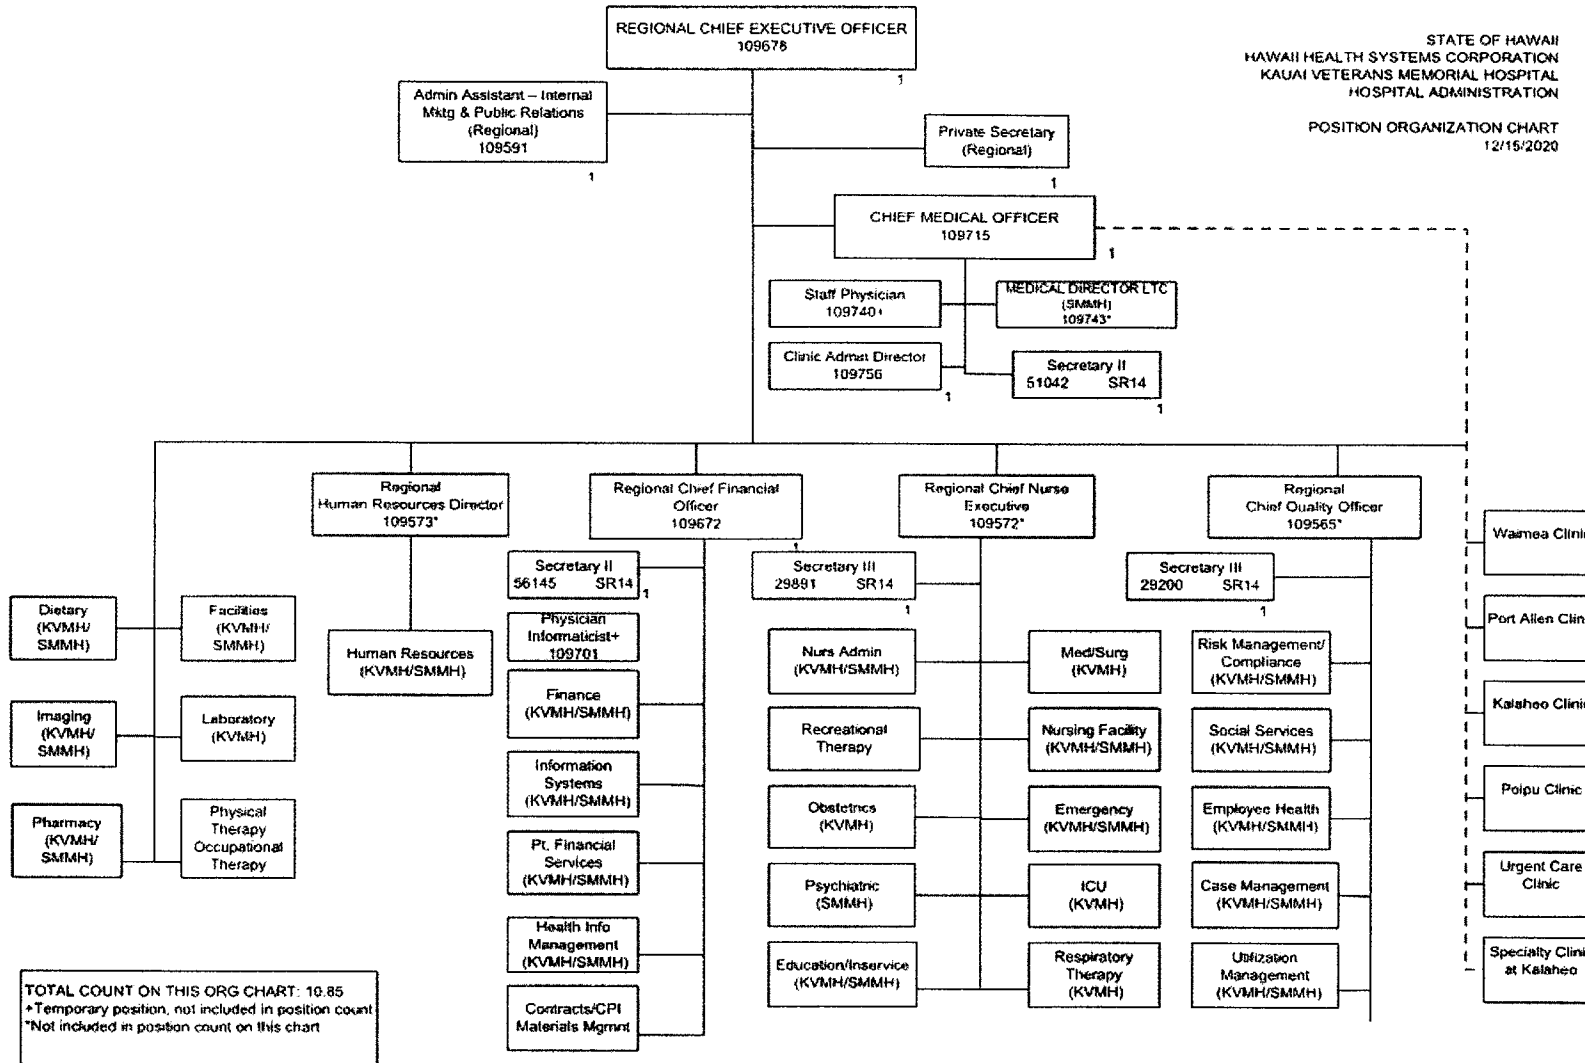 REGIONAL CHIEF EXECUTIVE OFFICER
109678
1
STATE OF HAWAII
HAWAII HEALTH SYSTEMS CORPORATION
KAUAI VETERANS MEMORIAL HOSPITAL
HOSPITAL ADMINISTRATION
POSITION ORGANIZATION CHART
12/15/2020
Admin Assistant – Internal
Mktg & Public Relations
(Regional)
109591
1
Private Secretary
(Regional)
1
CHIEF MEDICAL OFFICER
109715
1
Staff Physician
109740+
MEDICAL DIRECTOR LTC
(SMMH)
109743*
Clinic Admin Director
109756
1
Secretary II
51042 SR14
1
Regional
Human Resources Director
109573*
Regional Chief Financial
Officer
109672
1
Regional Chief Nurse
Executive
109572*
Regional
Chief Quality Officer
109565*
Human Resources
(KVMH/SMMH)
Dietary
(KVMH/
SMMH)
Facilities
(KVMH/
SMMH)
Imaging
(KVMH/
SMMH)
Laboratory
(KVMH)
Pharmacy
(KVMH/
SMMH)
Physical
Therapy
Occupational
Therapy
Secretary II
56145 SR14
1
Physician
Informaticist+
109701
Finance
(KVMH/SMMH)
Information
Systems
(KVMH/SMMH)
Pt. Financial
Services
(KVMH/SMMH)
Health Info
Management
(KVMH/SMMH)
Contracts/CPI
Materials Mgmnt
Secretary III
29891 SR14
1
Nurs Admin
(KVMH/SMMH)
Med/Surg
(KVMH)
Recreational
Therapy
Nursing Facility
(KVMH/SMMH)
Obstetrics
(KVMH)
Emergency
(KVMH/SMMH)
Psychiatric
(SMMH)
ICU
(KVMH)
Education/Inservice
(KVMH/SMMH)
Respiratory
Therapy
(KVMH)
Secretary III
29200 SR14
1
Risk Management/
Compliance
(KVMH/SMMH)
Social Services
(KVMH/SMMH)
Employee Health
(KVMH/SMMH)
Case Management
(KVMH/SMMH)
Utilization
Management
(KVMH/SMMH)
Waimea Clinic
Port Allen Clin
Kalaheo Clinic
Poipu Clinic
Urgent Care
Clinic
Specialty Clinic
at Kalaheo
TOTAL COUNT ON THIS ORG CHART: 10.85
+Temporary position, not included in position count
*Not included in position count on this chart